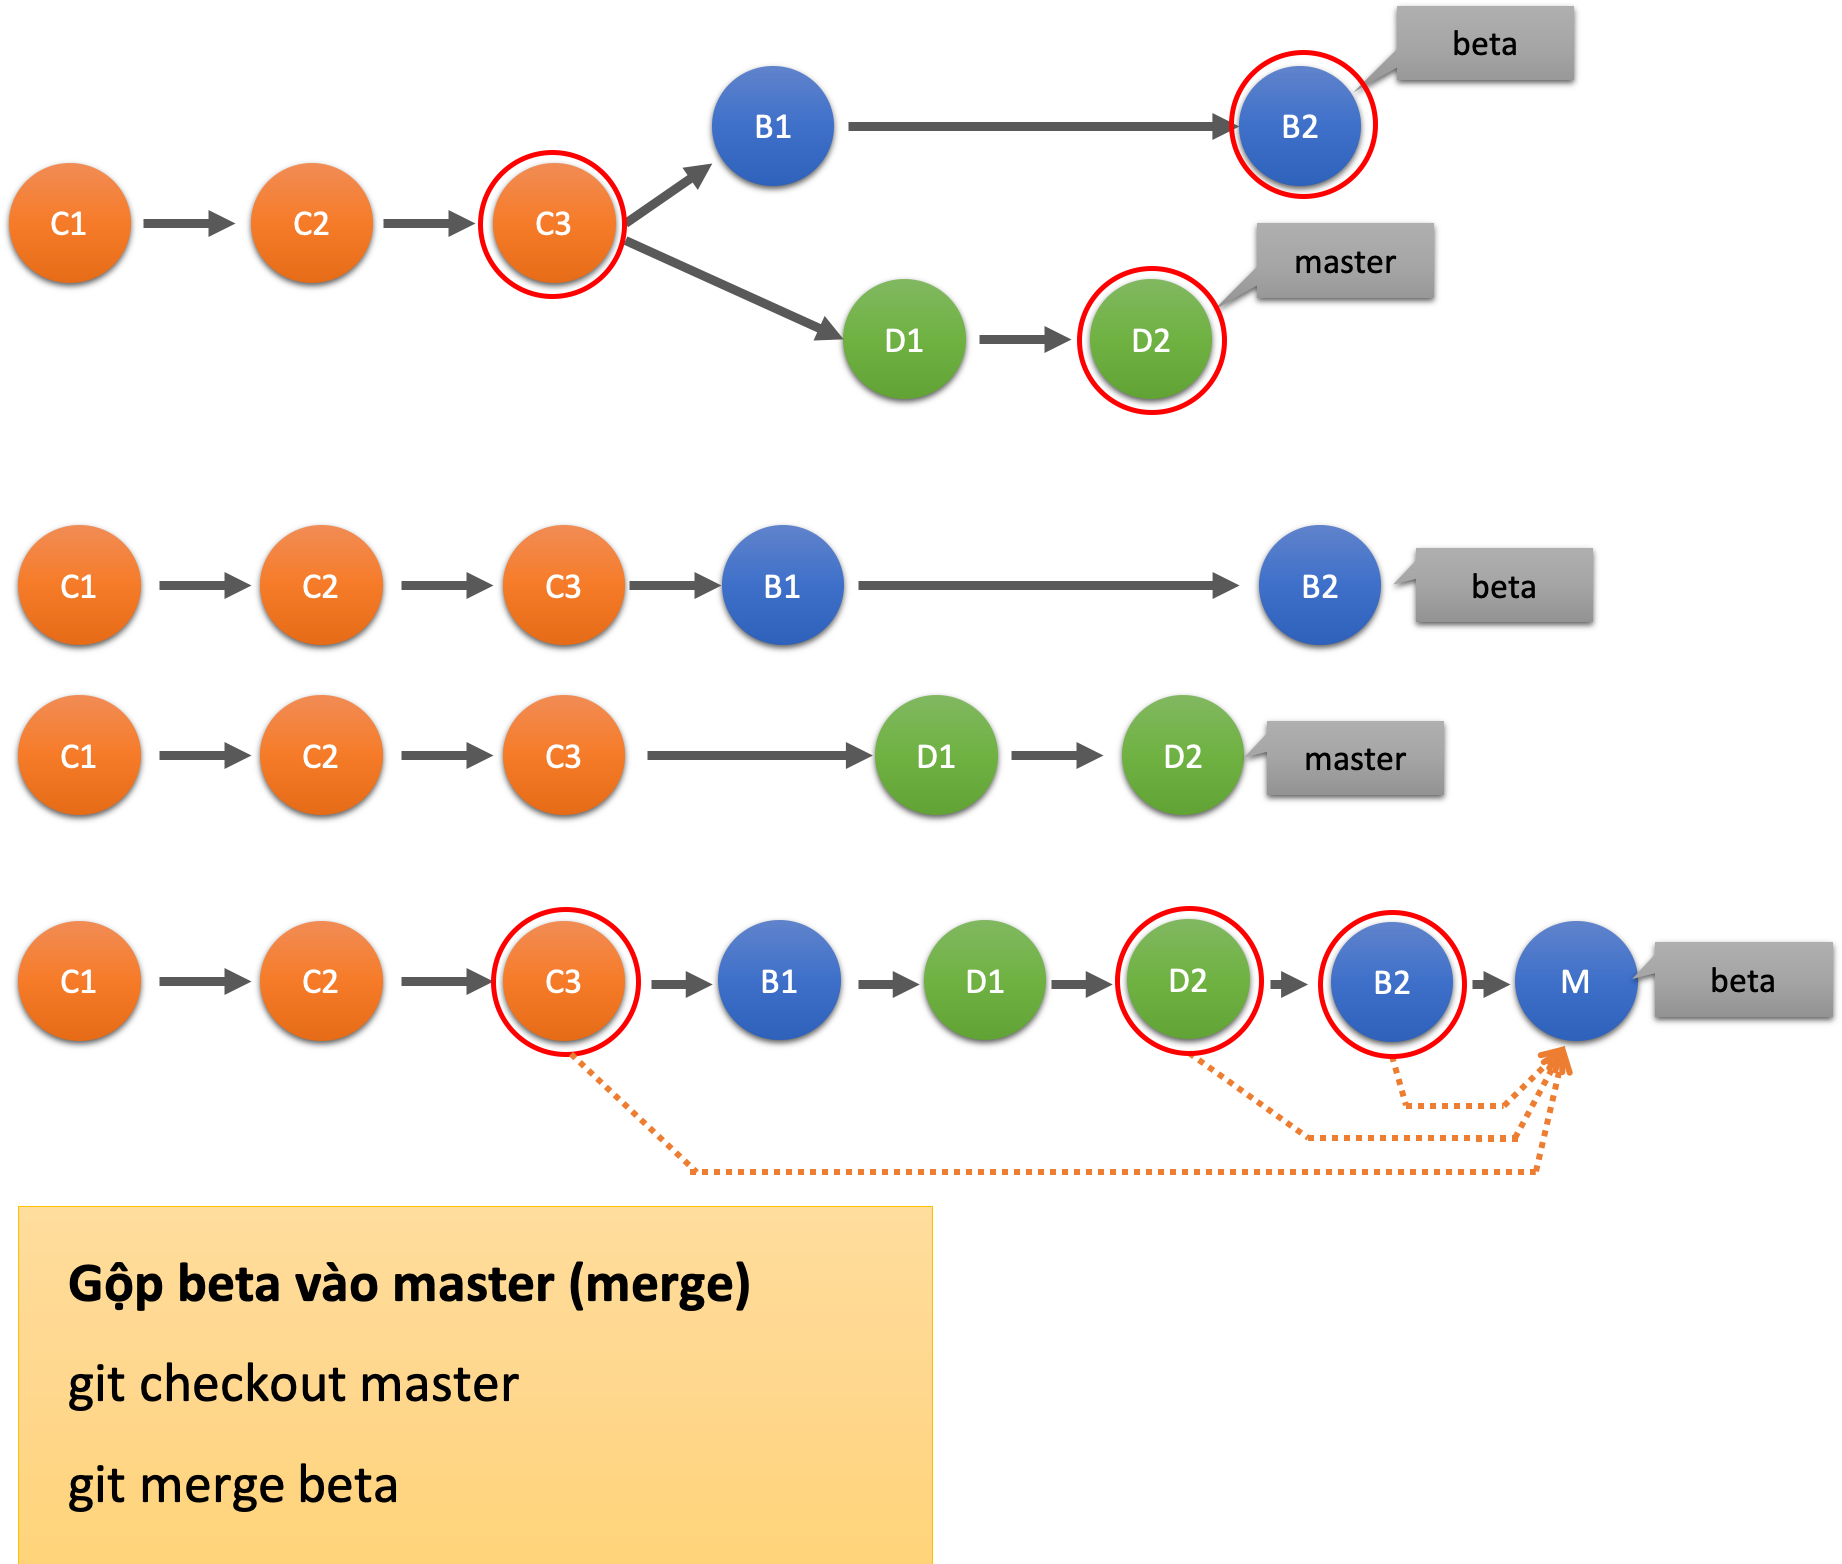 beta
B1
B2
C1
C2
C3
master
D1
D2
C1
C2
C3
B1
B2
beta
C1
C2
C3
D1
D2
master
C1
C2
C3
B1
D1
D2
B2
M
beta
Gộp beta vào master (merge)
git checkout master
git merge beta